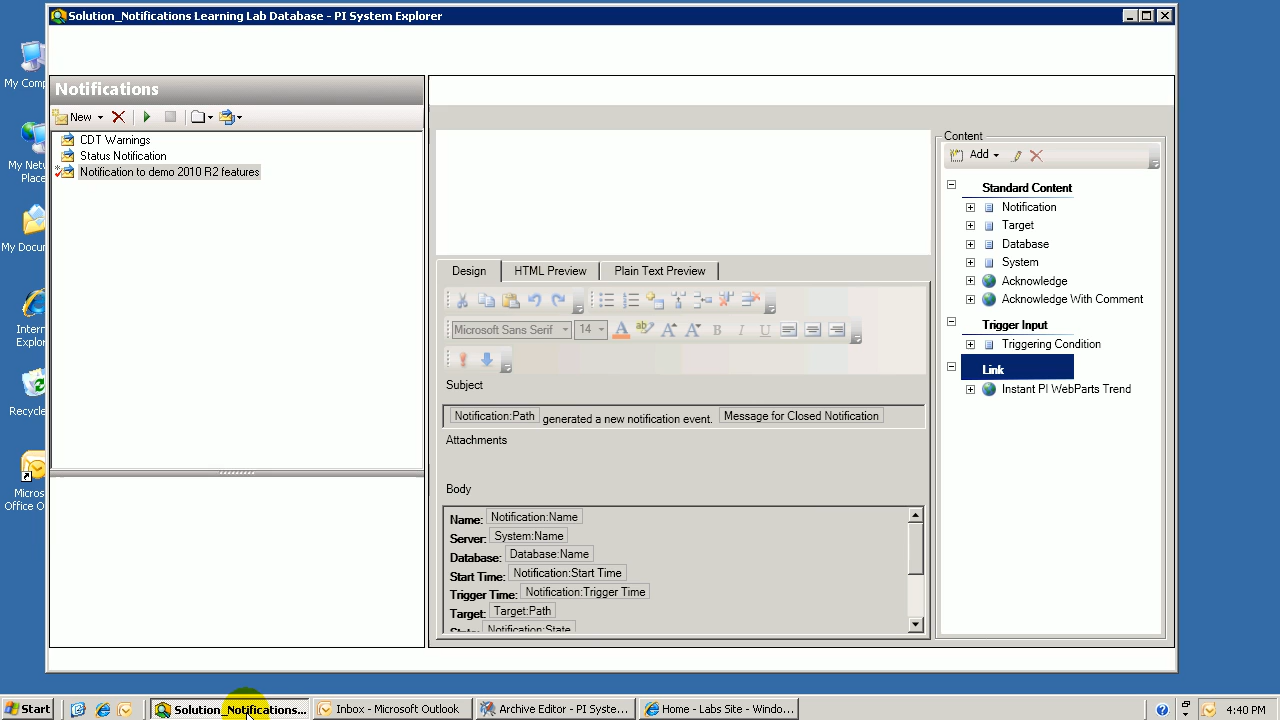 Solution_Notifications Learning Lab Database - PI System Explorer
My Comp
My Netw
Place
My Docum
Intern
Explor
Recycle
Micros
Office O
Notifications
New
CDT Warnings
Status Notification
Notification to demo 2010 R2 features
Design
HTML Preview
Plain Text Preview
Microsoft Sans Serif
14
A
A
A
B
I
U
Subject
Notification:Path generated a new notification event. Message for Closed Notification
Attachments
Body
Name: Notification:Name
Server: System:Name
Database: Database:Name
Start Time: Notification:Start Time
Trigger Time: Notification:Trigger Time
Target: Target:Path
Notification:State
Content
Add
Standard Content
Notification
Target
Database
System
Acknowledge
Acknowledge With Comment
Trigger Input
Triggering Condition
Link
Instant PI WebParts Trend
Start
Solution_Notifications...
Inbox - Microsoft Outlook
Archive Editor - PI Syste...
Home - Labs Site - Windo...
4:40 PM